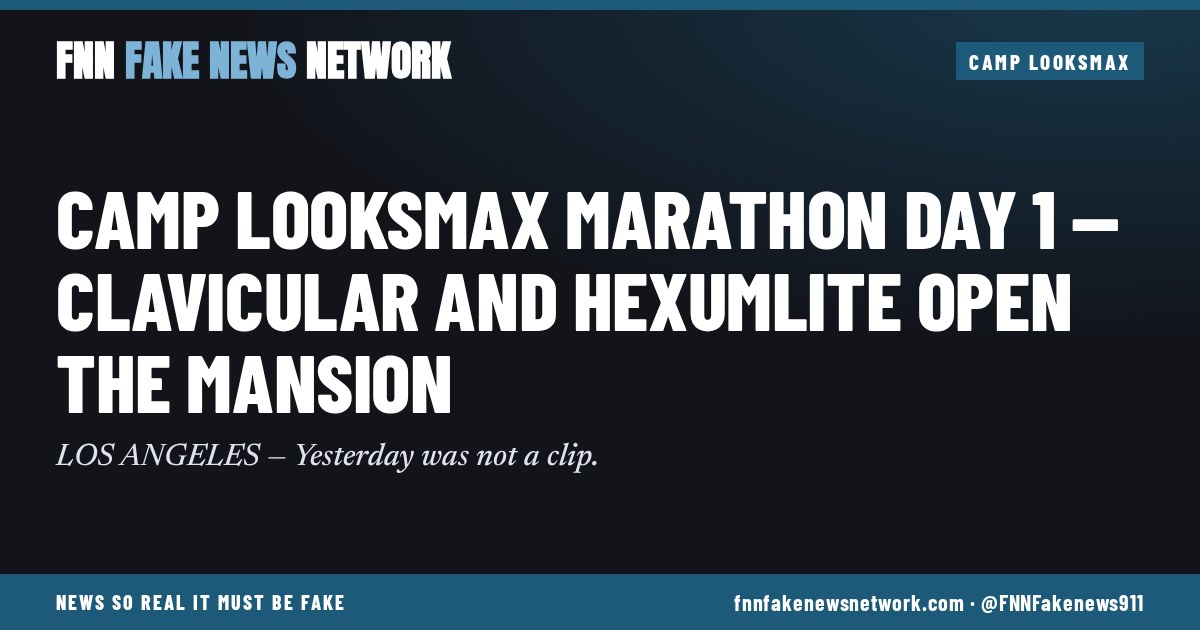 FNN FAKE NEWS NETWORK
CAMP LOOKSMAX
CAMP LOOKSMAX MARATHON DAY 1 —
CLAVICULAR AND HEXUMLITE OPEN
THE MANSION
LOS ANGELES — Yesterday was not a clip.
NEWS SO REAL IT MUST BE FAKE
fnnfakenewsnetwork.com · @FNNFakenews911